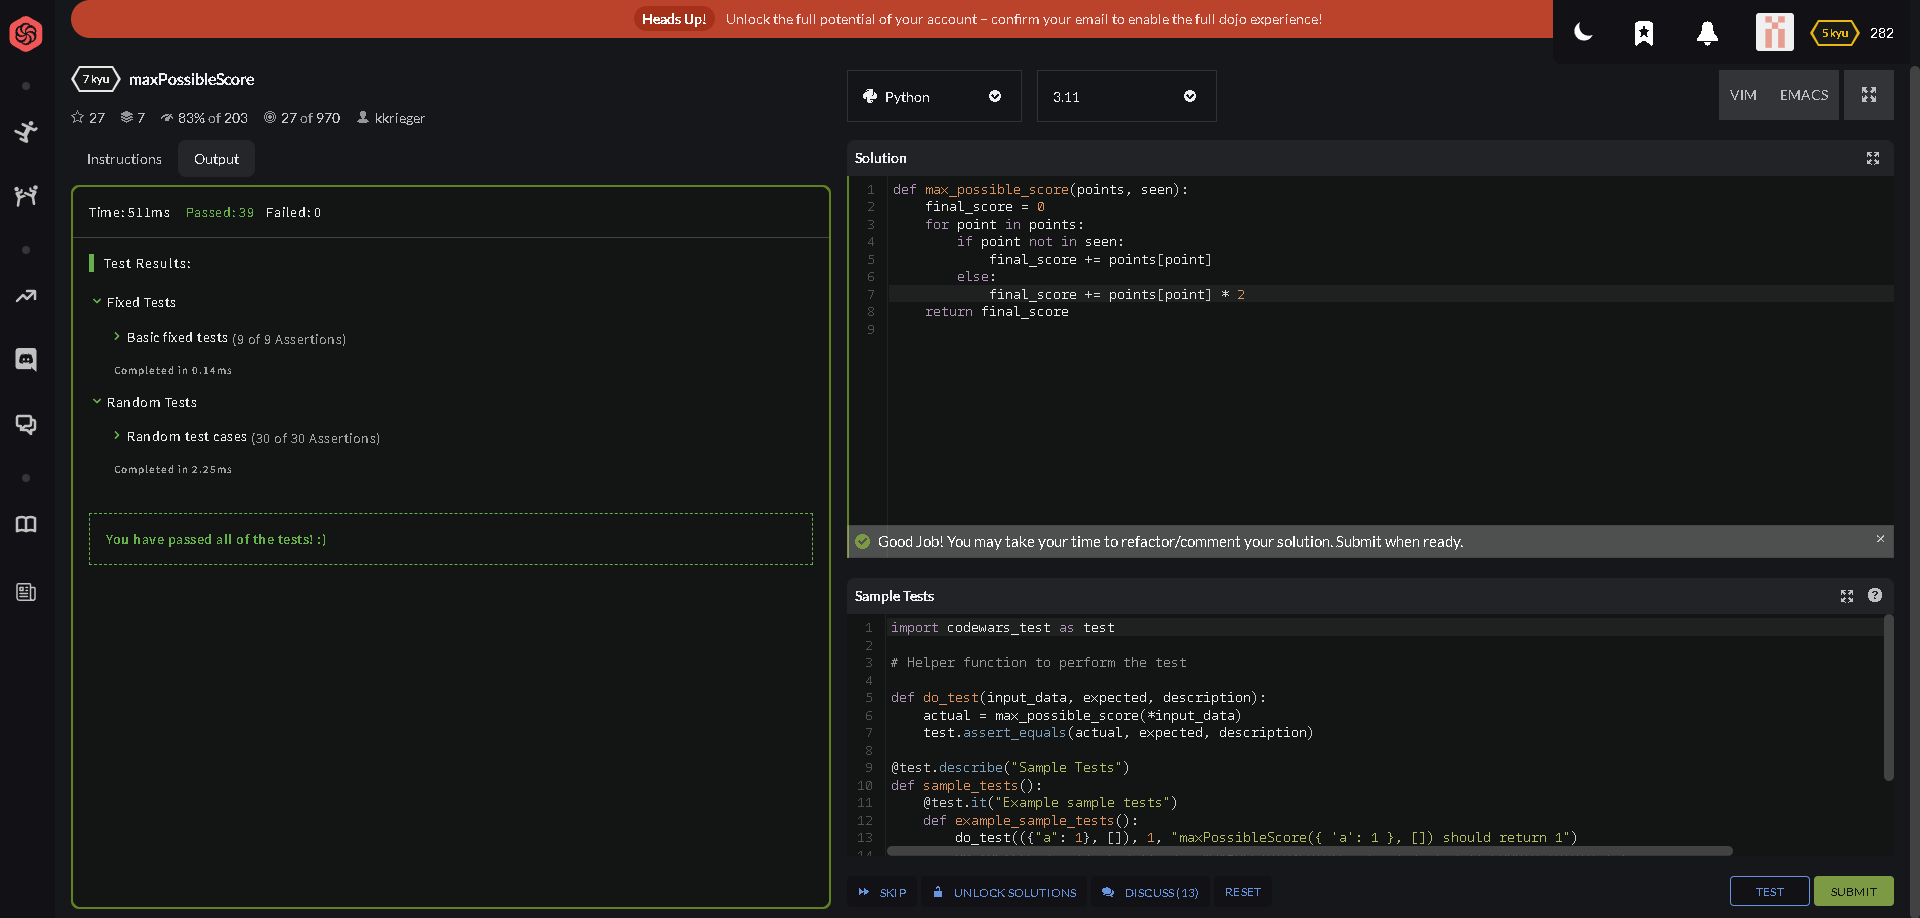 Heads Up! Unlock the full potential of your account – confirm your email to enable the full dojo experience!
5 kyu 282
7 kyu maxPossibleScore
27 7 83% of 203 27 of 970 kkrieger
Instructions Output
Time: 511ms Passed: 39 Failed: 0
Test Results:
Fixed Tests
Basic fixed tests (9 of 9 Assertions)
Completed in 0.14ms
Random Tests
Random test cases (30 of 30 Assertions)
Completed in 2.25ms
You have passed all of the tests! :)
Python 3.11 VIM EMACS
Solution
1 def max_possible_score(points, seen):
2     final_score = 0
3     for point in points:
4         if point not in seen:
5             final_score += points[point]
6         else:
7             final_score += points[point] * 2
8     return final_score
9
Good Job! You may take your time to refactor/comment your solution. Submit when ready.
Sample Tests
1 import codewars_test as test
2
3 # Helper function to perform the test
4
5 def do_test(input_data, expected, description):
6     actual = max_possible_score(*input_data)
7     test.assert_equals(actual, expected, description)
8
9 @test.describe("Sample Tests")
10 def sample_tests():
11     @test.it("Example sample tests")
12     def example_sample_tests():
13         do_test(({"a": 1}, []), 1, "maxPossibleScore({ 'a': 1 }, []) should return 1")
14
SKIP UNLOCK SOLUTIONS DISCUSS (13) RESET TEST SUBMIT